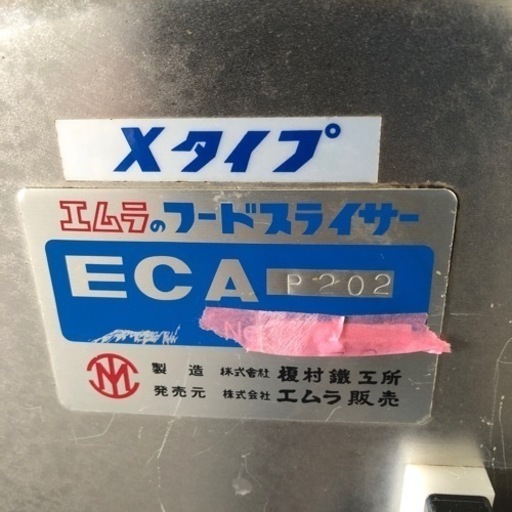 Xタイプ
エムラのフードスライサー
ECA P202
製造 株式会社 榎村鐵工所
発売元 株式会社 エムラ販売